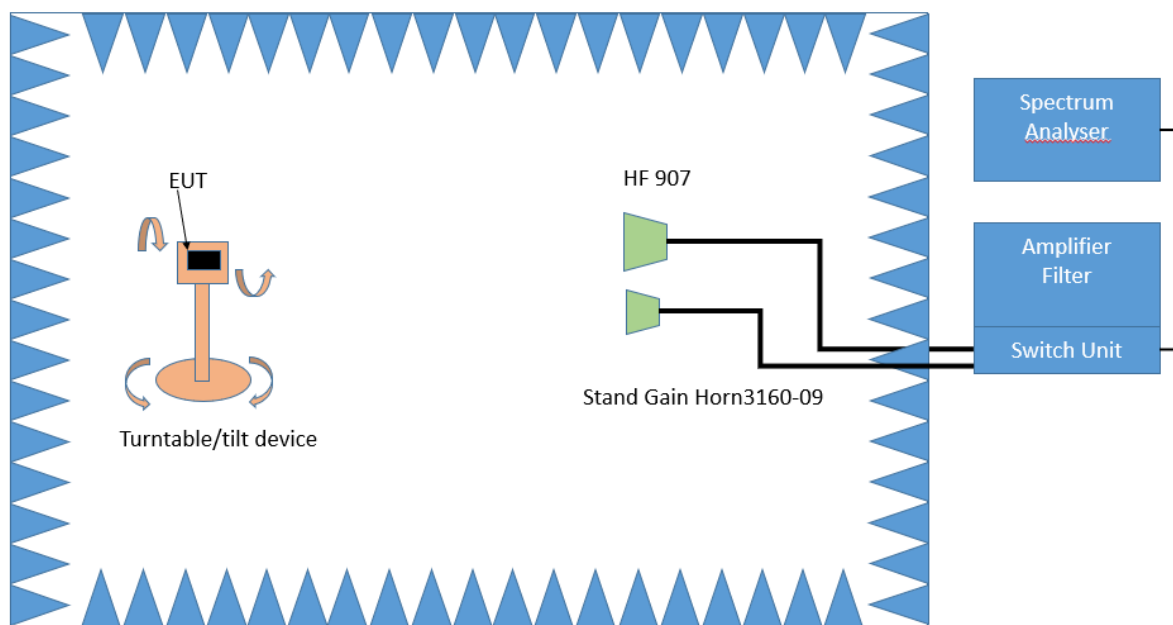 Spectrum
Analyser
EUT
HF 907
Amplifier
Filter
Switch Unit
Stand Gain Horn3160-09
Turntable/tilt device